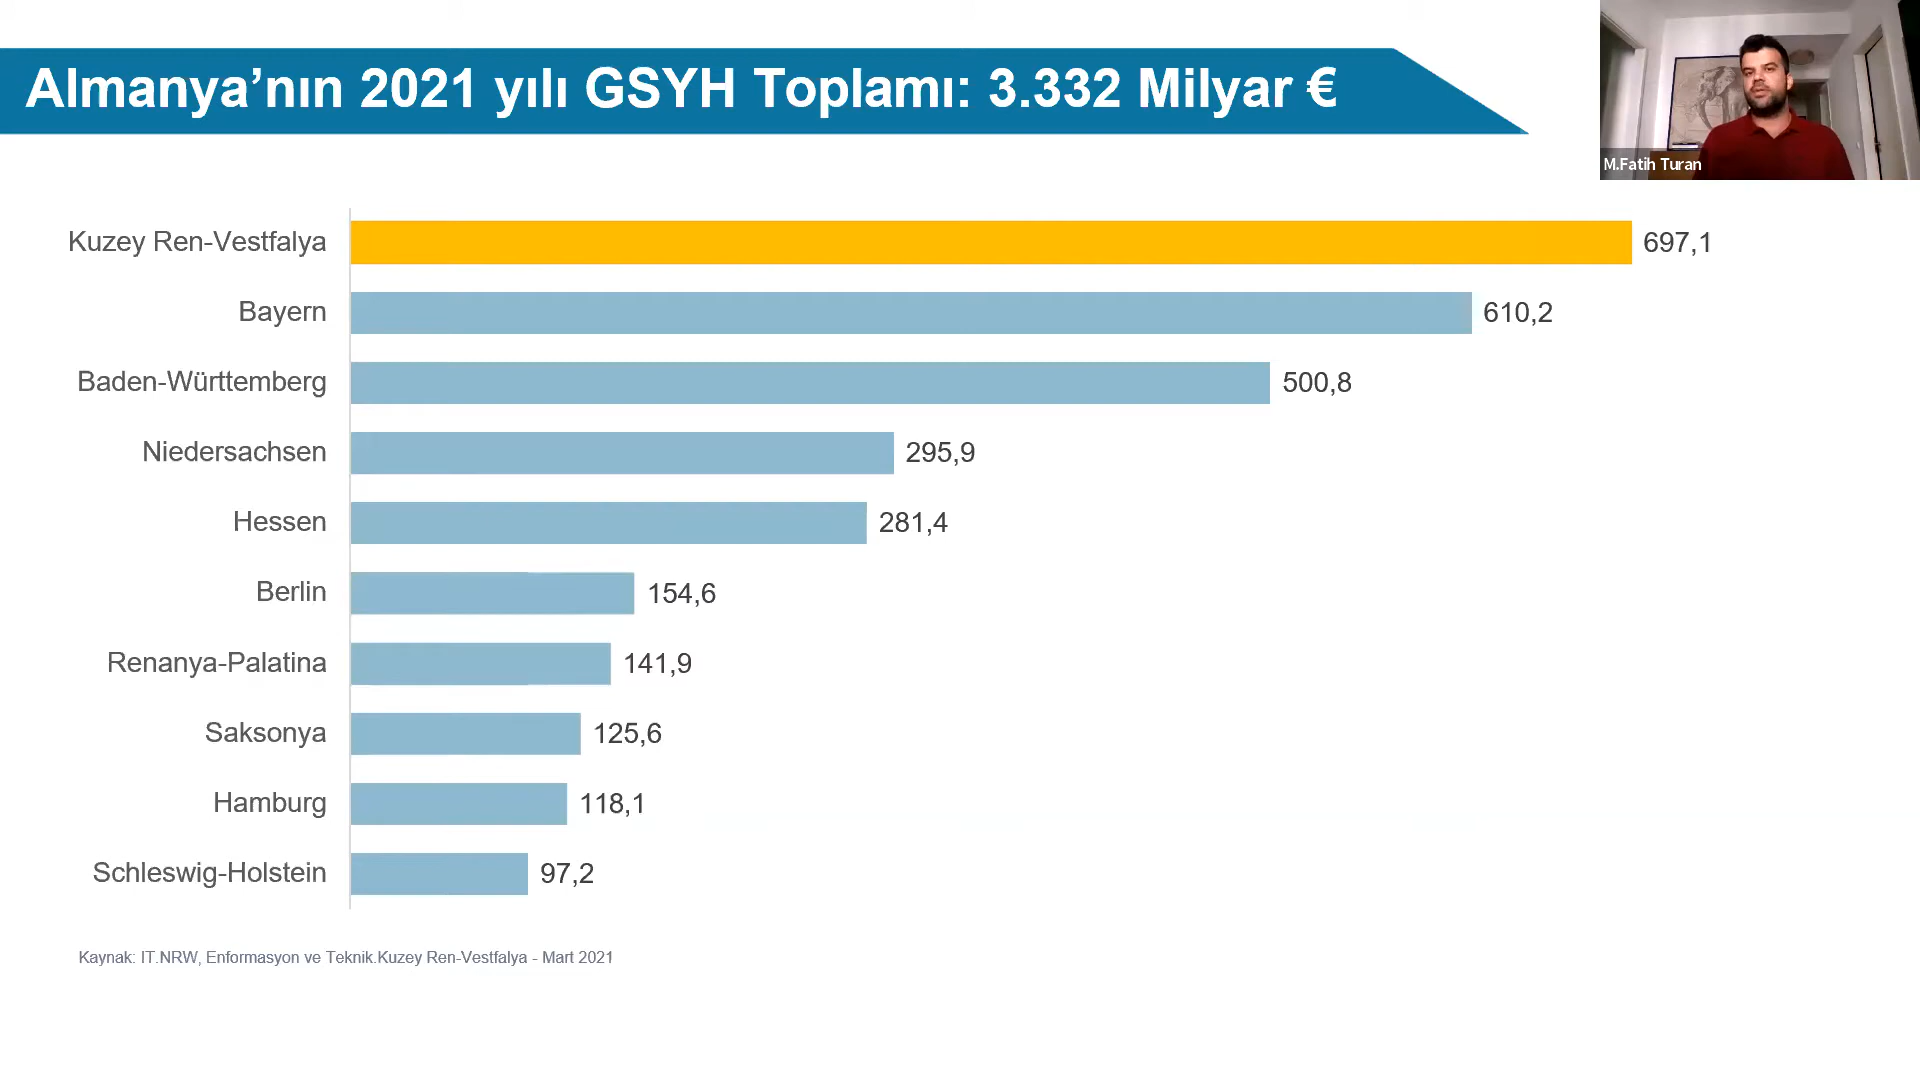 Almanya’nın 2021 yılı GSYH Toplamı: 3.332 Milyar €
M.Fatih Turan
Kuzey Ren-Vestfalya 697,1
Bayern 610,2
Baden-Württemberg 500,8
Niedersachsen 295,9
Hessen 281,4
Berlin 154,6
Renanya-Palatina 141,9
Saksonya 125,6
Hamburg 118,1
Schleswig-Holstein 97,2
Kaynak: IT.NRW, Enformasyon ve Teknik.Kuzey Ren-Vestfalya - Mart 2021